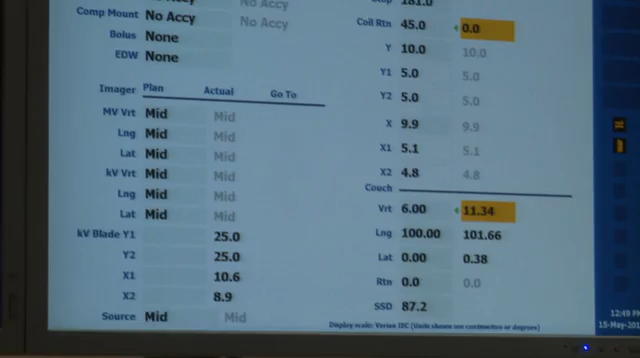 No Accy 181.0
Comp Mount No Accy No Accy
Bolus None
EDW None
Imager Plan Actual Go To
MV Vrt Mid Mid
Lng Mid Mid
Lat Mid Mid
kV Vrt Mid Mid
Lng Mid Mid
Lat Mid Mid
kV Blade Y1 25.0
Y2 25.0
X1 10.6
X2 8.9
Source Mid Mid
Coll Rtn 45.0 0.0
Y 10.0 10.0
Y1 5.0 5.0
Y2 5.0 5.0
X 9.9 9.9
X1 5.1 5.1
X2 4.8 4.8
Couch
Vrt 6.00 11.34
Lng 100.00 101.66
Lat 0.00 0.38
Rtn 0.0 0.0
SSD 87.2
Display scale: Varian IEC (Units shown are centimetres or degrees)
12:49 PM
15-May-201